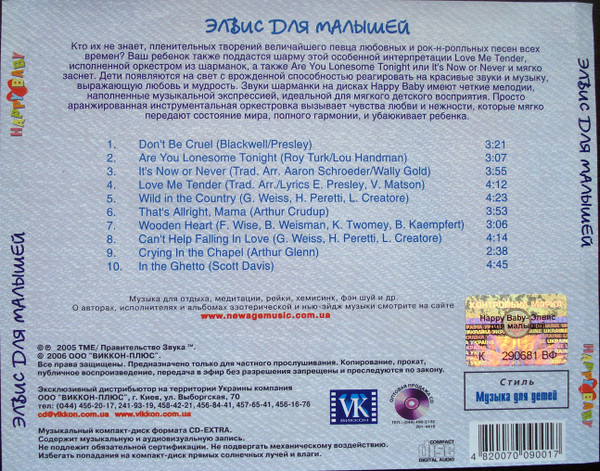 ЭЛВИС ДЛЯ МАЛЫШЕЙ
Кто их не знает, пленительных творений величайшего певца любовных и рок-н-ролльных песен всех
времен? Ваш ребенок также поддастся шарму этой особенной интерпретации Love Me Tender,
исполненной оркестром из шарманок, а также Are You Lonesome Tonight или It's Now or Never и мягко
заснет. Дети появляются на свет с врожденной способностью реагировать на красивые звуки и музыку,
выражающую любовь и мудрость. Звуки шарманки на дисках Happy Baby имеют четкие мелодии,
наполненные музыкальной экспрессией, идеальной для мягкого детского восприятия. Просто
аранжированная инструментальная оркестровка вызывает чувства любви и нежности, которые мягко
передают состояние мира, полного гармонии, и убаюкивает ребенка.
1. Don't Be Cruel (Blackwell/Presley) 3:21
2. Are You Lonesome Tonight (Roy Turk/Lou Handman) 3:07
3. It's Now or Never (Trad. Arr. Aaron Schroeder/Wally Gold) 3:55
4. Love Me Tender (Trad. Arr./Lyrics E. Presley, V. Matson) 4:12
5. Wild in the Country (G. Weiss, H. Peretti, L. Creatore) 4:23
6. That's Allright, Mama (Arthur Crudup) 3:53
7. Wooden Heart (F. Wise, B. Weisman, K. Twomey, B. Kaempfert) 3:06
8. Can't Help Falling In Love (G. Weiss, H. Peretti, L. Creatore) 4:14
9. Crying In the Chapel (Arthur Glenn) 2:38
10. In the Ghetto (Scott Davis) 4:45
Музыка для отдыха, медитации, рейки, хемисинк, фэн шуй и др.
О авторах, исполнителях и альбомах эзотерической и нью-эйдж музыки смотрите на сайте
www.newagemusic.com.ua
©℗ 2005 TME/ Правительство Звука ™.
© 2006 ООО "ВИККОН-ПЛЮС".
Все права защищены. Предназначено только для частного прослушивания. Копирование, прокат,
публичное воспроизведение, передача в эфир без разрешения запрещены и преследуются по закону.
Эксклюзивный дистрибьютор на территории Украины компания
ООО "ВИККОН-ПЛЮС", г. Киев, ул. Выборгская, 70
тел: (044) 456-20-17, 241-93-19, 458-42-21, 456-84-41, 457-65-41, 456-16-76
cd@vikkon.com.ua, www.vikkon.com.ua
Музыкальный компакт-диск формата CD-EXTRA.
Содержит музыкальную и аудиовизуальную запись.
Не подлежит обязательной сертификации. Не подвергать механическому воздействию.
Избегать попадания на компакт-диск прямых солнечных лучей и влаги.
VK
ВИККОН
ОПТОВАЯ ПРОДАЖА CD
COMPACT
disc
DIGITAL AUDIO
КОНТРОЛЬНА МАРКА
Happy Baby-Элвис
малышей
К 290681 ВФ
Стиль
Музыка для детей
4 820070 090017
HAPPY BABY
ЭЛВИС ДЛЯ МАЛЫШЕЙ
ЭЛВИС ДЛЯ МАЛЫШЕЙ
HAPPY BABY